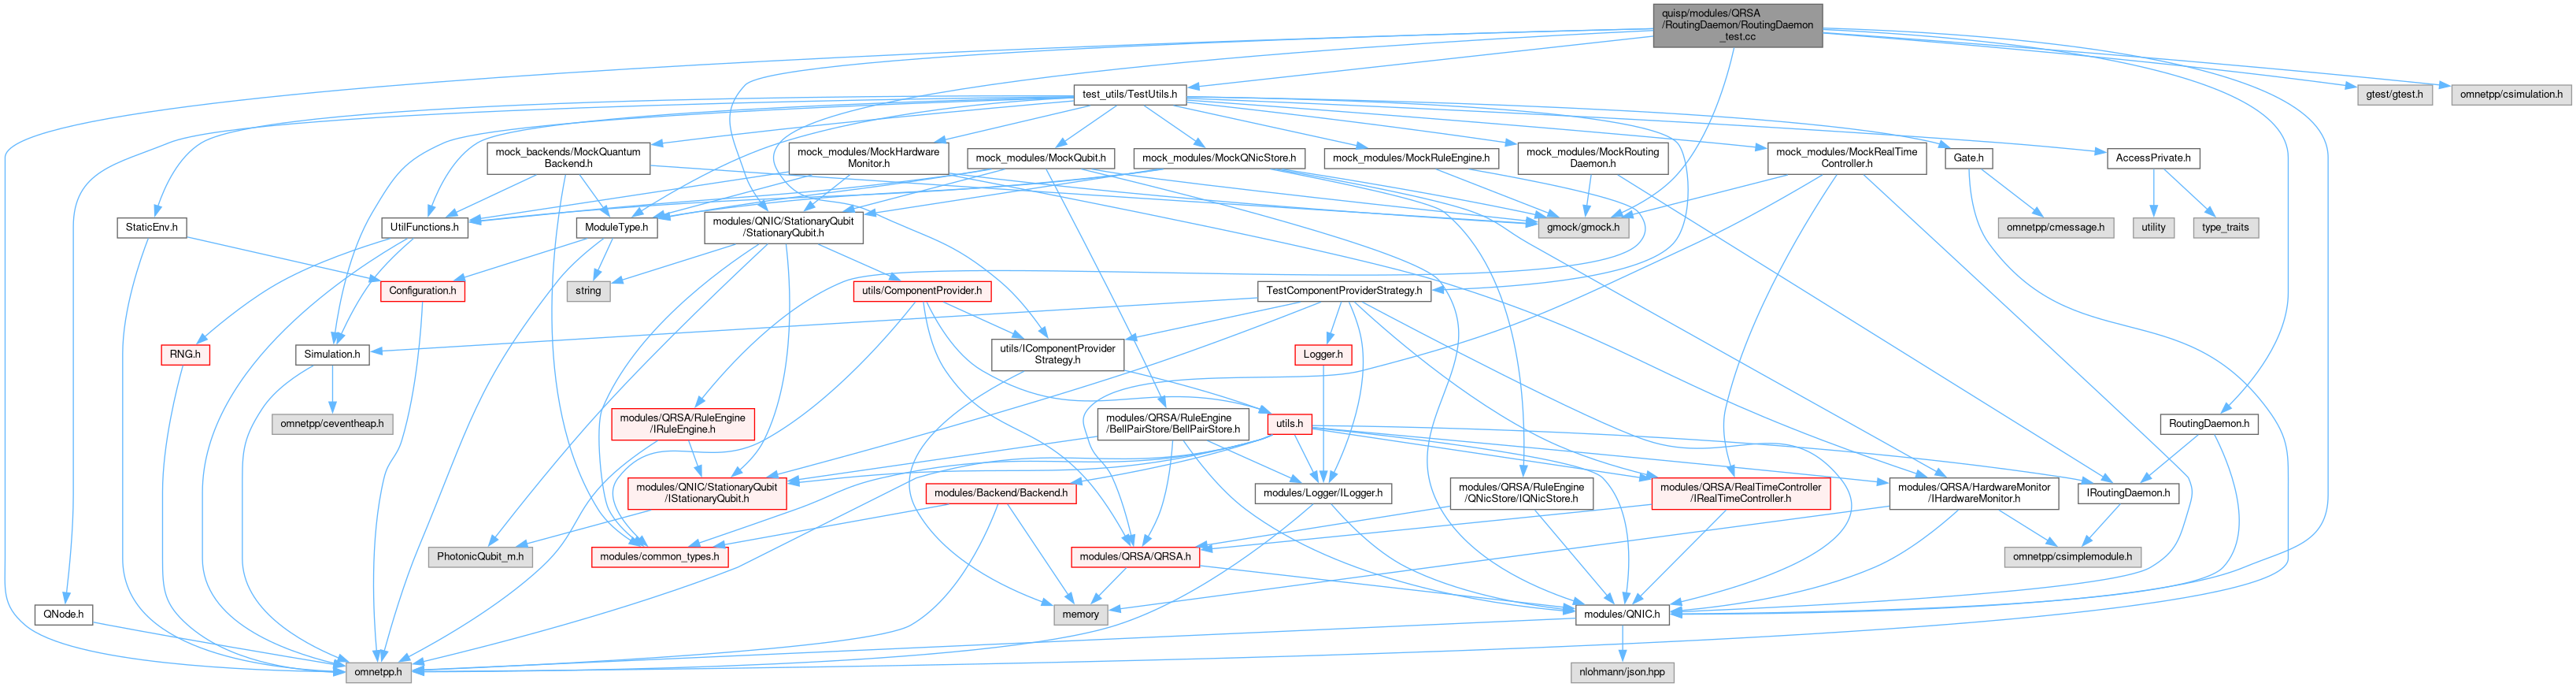 quisp/modules/QRSA
/RoutingDaemon/RoutingDaemon
_test.cc
test_utils/TestUtils.h
gtest/gtest.h
omnetpp/csimulation.h
mock_backends/MockQuantum
Backend.h
mock_modules/MockHardware
Monitor.h
mock_modules/MockQubit.h
mock_modules/MockQNicStore.h
mock_modules/MockRuleEngine.h
mock_modules/MockRouting
Daemon.h
mock_modules/MockRealTime
Controller.h
Gate.h
AccessPrivate.h
StaticEnv.h
UtilFunctions.h
ModuleType.h
modules/QNIC/StationaryQubit
/StationaryQubit.h
gmock/gmock.h
omnetpp/cmessage.h
utility
type_traits
Configuration.h
string
utils/ComponentProvider.h
TestComponentProviderStrategy.h
RNG.h
Simulation.h
utils/IComponentProvider
Strategy.h
Logger.h
omnetpp/ceventheap.h
modules/QRSA/RuleEngine
/IRuleEngine.h
modules/QRSA/RuleEngine
/BellPairStore/BellPairStore.h
utils.h
RoutingDaemon.h
modules/QNIC/StationaryQubit
/IStationaryQubit.h
modules/Backend/Backend.h
modules/Logger/ILogger.h
modules/QRSA/RuleEngine
/QNicStore/IQNicStore.h
modules/QRSA/RealTimeController
/IRealTimeController.h
modules/QRSA/HardwareMonitor
/IHardwareMonitor.h
IRoutingDaemon.h
PhotonicQubit_m.h
modules/common_types.h
modules/QRSA/QRSA.h
omnetpp/csimplemodule.h
QNode.h
memory
modules/QNIC.h
omnetpp.h
nlohmann/json.hpp